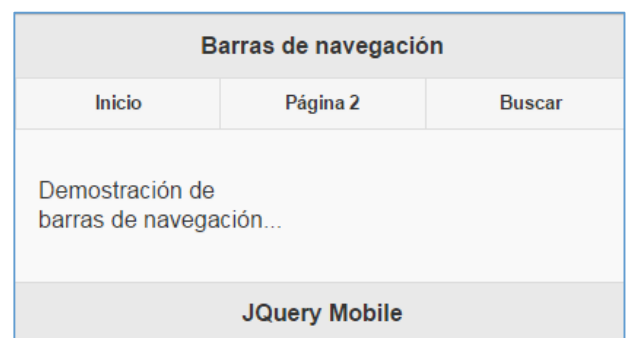 Barras de navegación
Inicio Página 2 Buscar
Demostración de
barras de navegación...
JQuery Mobile